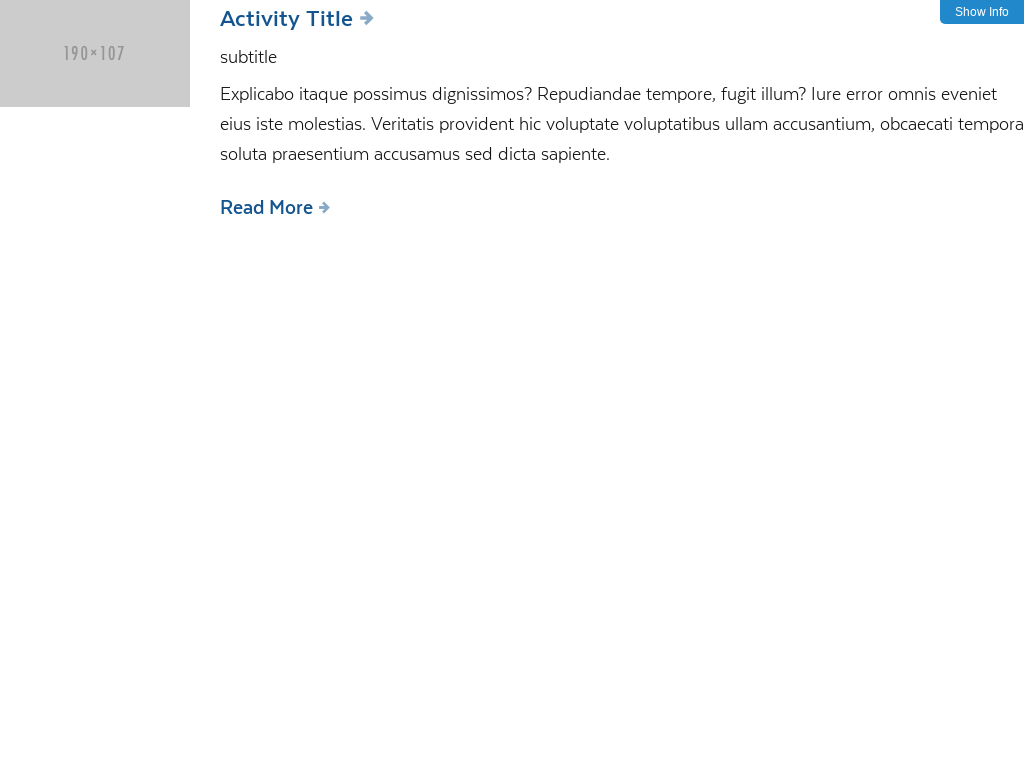 190×107
Activity Title
Show Info
subtitle
Explicabo itaque possimus dignissimos? Repudiandae tempore, fugit illum? Iure error omnis eveniet
eius iste molestias. Veritatis provident hic voluptate voluptatibus ullam accusantium, obcaecati tempora
soluta praesentium accusamus sed dicta sapiente.
Read More